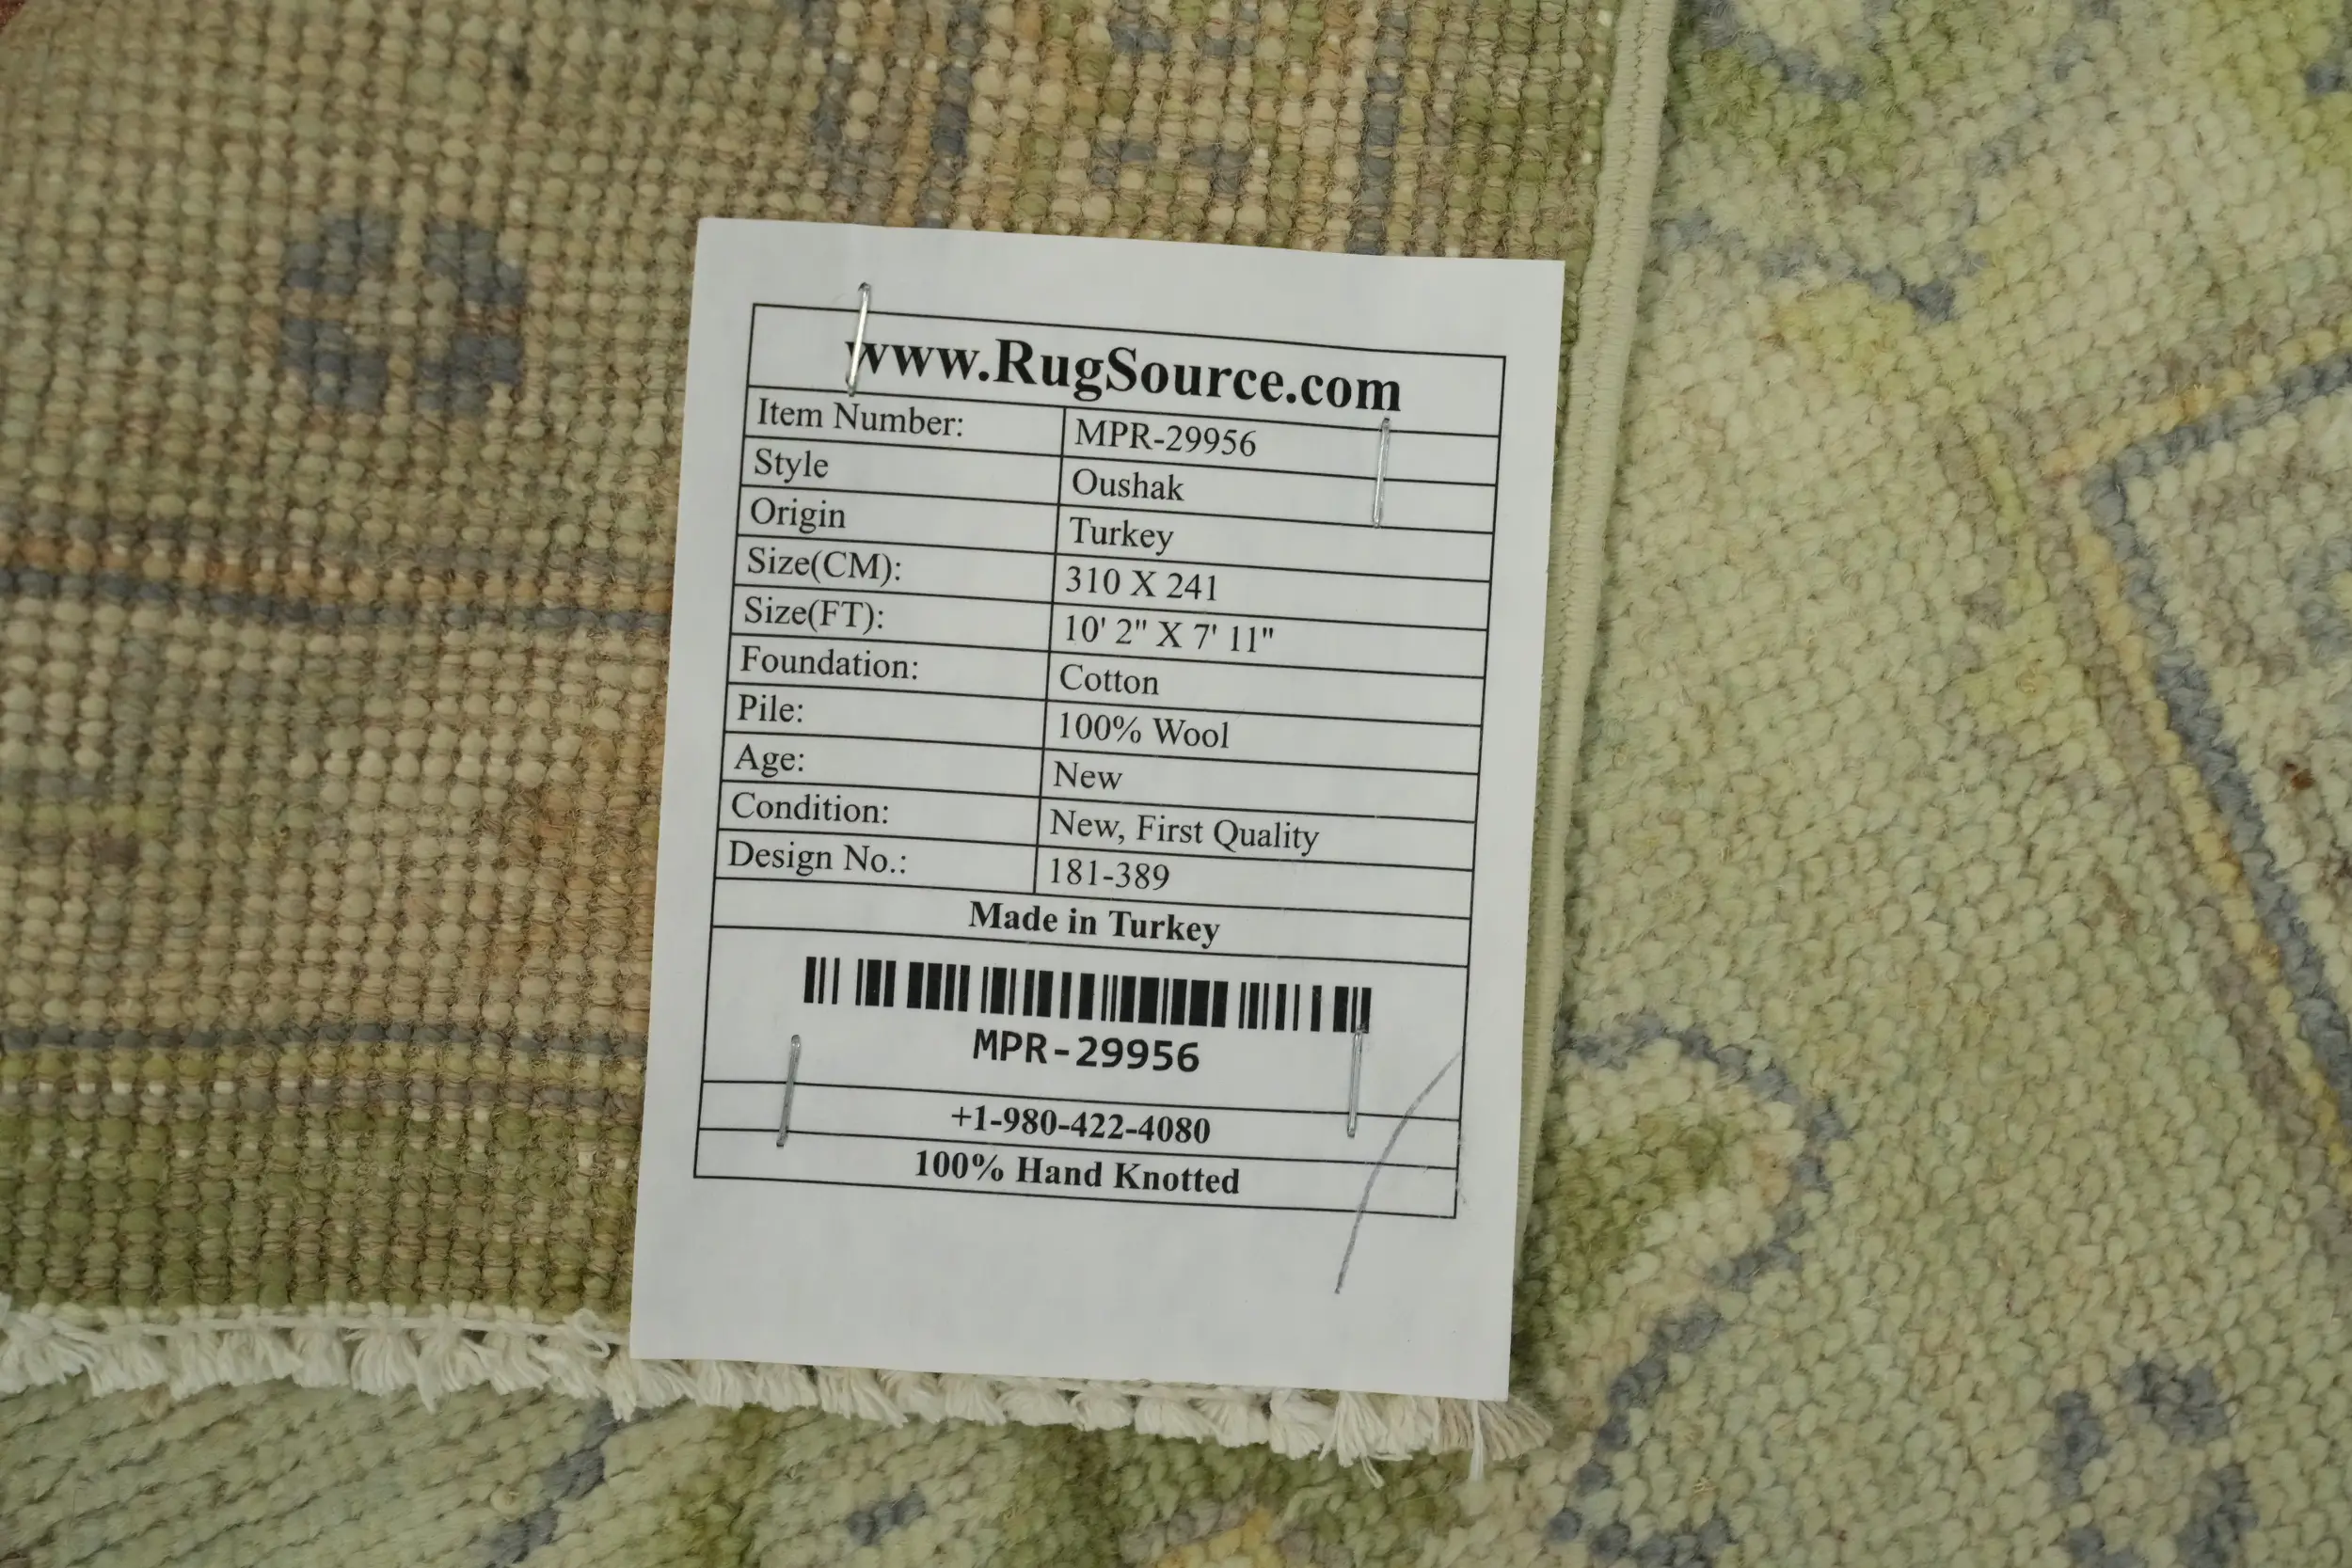 www.RugSource.com
Item Number: MPR-29956
Style Oushak
Origin Turkey
Size(CM): 310 X 241
Size(FT): 10' 2" X 7' 11"
Foundation: Cotton
Pile: 100% Wool
Age: New
Condition: New, First Quality
Design No.: 181-389
Made in Turkey
MPR-29956
+1-980-422-4080
100% Hand Knotted